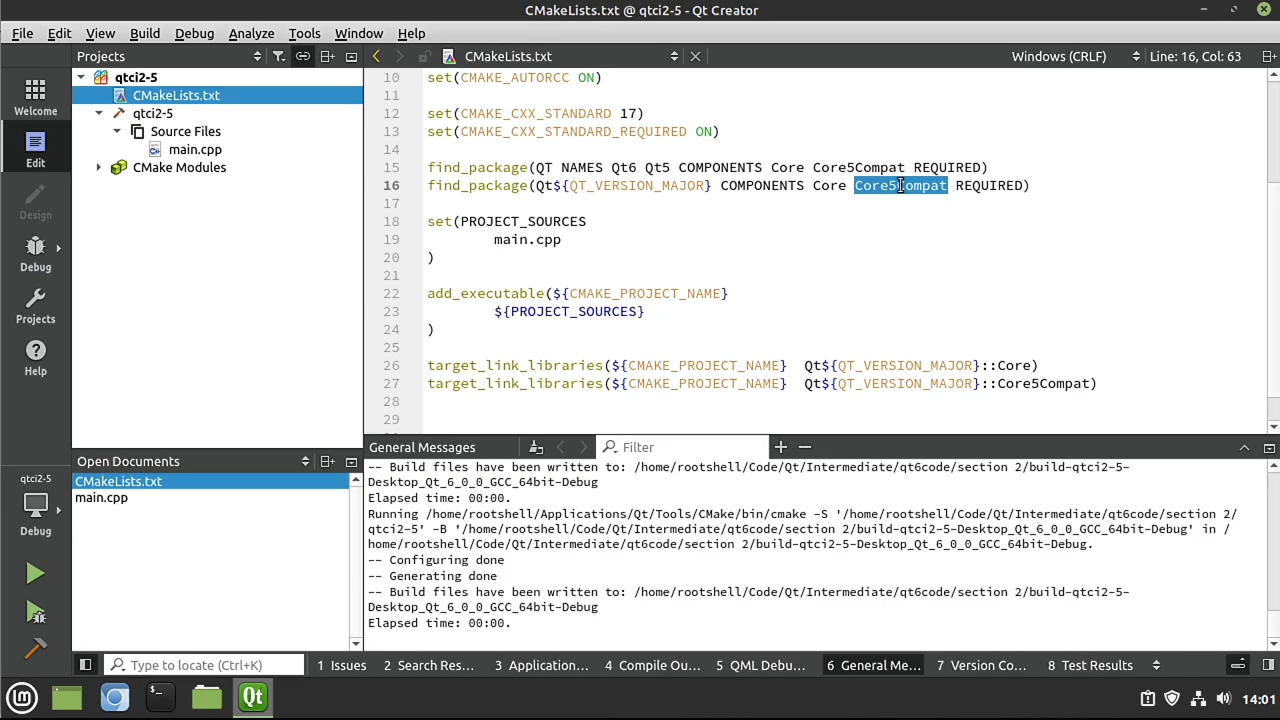 CMakeLists.txt @ qtci2-5 - Qt Creator
File Edit View Build Debug Analyze Tools Window Help
Projects
CMakeLists.txt
Windows (CRLF)
Line: 16, Col: 63
Welcome
Edit
Design
Debug
Projects
Help
qtci2-5
Debug
qtci2-5
CMakeLists.txt
qtci2-5
Source Files
main.cpp
CMake Modules
Open Documents
CMakeLists.txt
main.cpp
10 set(CMAKE_AUTORCC ON)
11
12 set(CMAKE_CXX_STANDARD 17)
13 set(CMAKE_CXX_STANDARD_REQUIRED ON)
14
15 find_package(QT NAMES Qt6 Qt5 COMPONENTS Core Core5Compat REQUIRED)
16 find_package(Qt${QT_VERSION_MAJOR} COMPONENTS Core Core5Compat REQUIRED)
17
18 set(PROJECT_SOURCES
19 main.cpp
20 )
21
22 add_executable(${CMAKE_PROJECT_NAME}
23 ${PROJECT_SOURCES}
24 )
25
26 target_link_libraries(${CMAKE_PROJECT_NAME} Qt${QT_VERSION_MAJOR}::Core)
27 target_link_libraries(${CMAKE_PROJECT_NAME} Qt${QT_VERSION_MAJOR}::Core5Compat)
28
29
General Messages
Filter
-- Build files have been written to: /home/rootshell/Code/Qt/Intermediate/qt6code/section 2/build-qtci2-5-
Desktop_Qt_6_0_0_GCC_64bit-Debug
Elapsed time: 00:00.
Running /home/rootshell/Applications/Qt/Tools/CMake/bin/cmake -S '/home/rootshell/Code/Qt/Intermediate/qt6code/section 2/
qtci2-5' -B '/home/rootshell/Code/Qt/Intermediate/qt6code/section 2/build-qtci2-5-Desktop_Qt_6_0_0_GCC_64bit-Debug' in /
home/rootshell/Code/Qt/Intermediate/qt6code/section 2/build-qtci2-5-Desktop_Qt_6_0_0_GCC_64bit-Debug.
-- Configuring done
-- Generating done
-- Build files have been written to: /home/rootshell/Code/Qt/Intermediate/qt6code/section 2/build-qtci2-5-
Desktop_Qt_6_0_0_GCC_64bit-Debug
Elapsed time: 00:00.
Type to locate (Ctrl+K)
1 Issues 2 Search Res... 3 Application... 4 Compile Ou... 5 QML Debu... 6 General Me... 7 Version Co... 8 Test Results
Qt
14:01